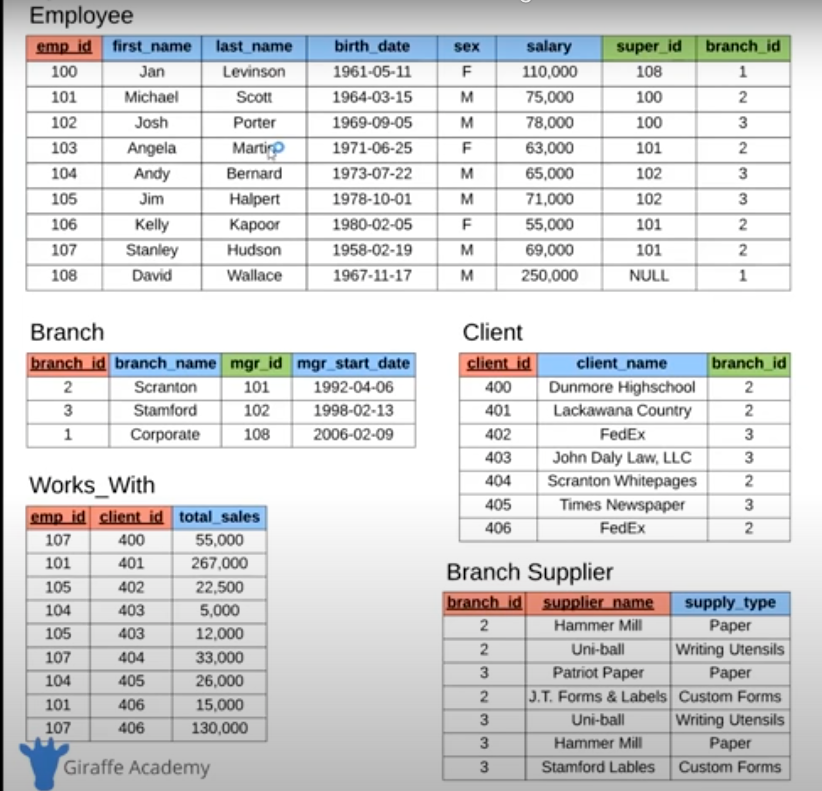 Employee
emp_id first_name last_name birth_date sex salary super_id branch_id
100 Jan Levinson 1961-05-11 F 110,000 108 1
101 Michael Scott 1964-03-15 M 75,000 100 2
102 Josh Porter 1969-09-05 M 78,000 100 3
103 Angela Martin 1971-06-25 F 63,000 101 2
104 Andy Bernard 1973-07-22 M 65,000 102 3
105 Jim Halpert 1978-10-01 M 71,000 102 3
106 Kelly Kapoor 1980-02-05 F 55,000 101 2
107 Stanley Hudson 1958-02-19 M 69,000 101 2
108 David Wallace 1967-11-17 M 250,000 NULL 1
Branch
branch_id branch_name mgr_id mgr_start_date
2 Scranton 101 1992-04-06
3 Stamford 102 1998-02-13
1 Corporate 108 2006-02-09
Client
client_id client_name branch_id
400 Dunmore Highschool 2
401 Lackawana Country 2
402 FedEx 3
403 John Daly Law, LLC 3
404 Scranton Whitepages 2
405 Times Newspaper 3
406 FedEx 2
Works_With
emp_id client_id total_sales
107 400 55,000
101 401 267,000
105 402 22,500
104 403 5,000
105 403 12,000
107 404 33,000
104 405 26,000
101 406 15,000
107 406 130,000
Branch Supplier
branch_id supplier_name supply_type
2 Hammer Mill Paper
2 Uni-ball Writing Utensils
3 Patriot Paper Paper
2 J.T. Forms & Labels Custom Forms
3 Uni-ball Writing Utensils
3 Hammer Mill Paper
3 Stamford Lables Custom Forms
Giraffe Academy